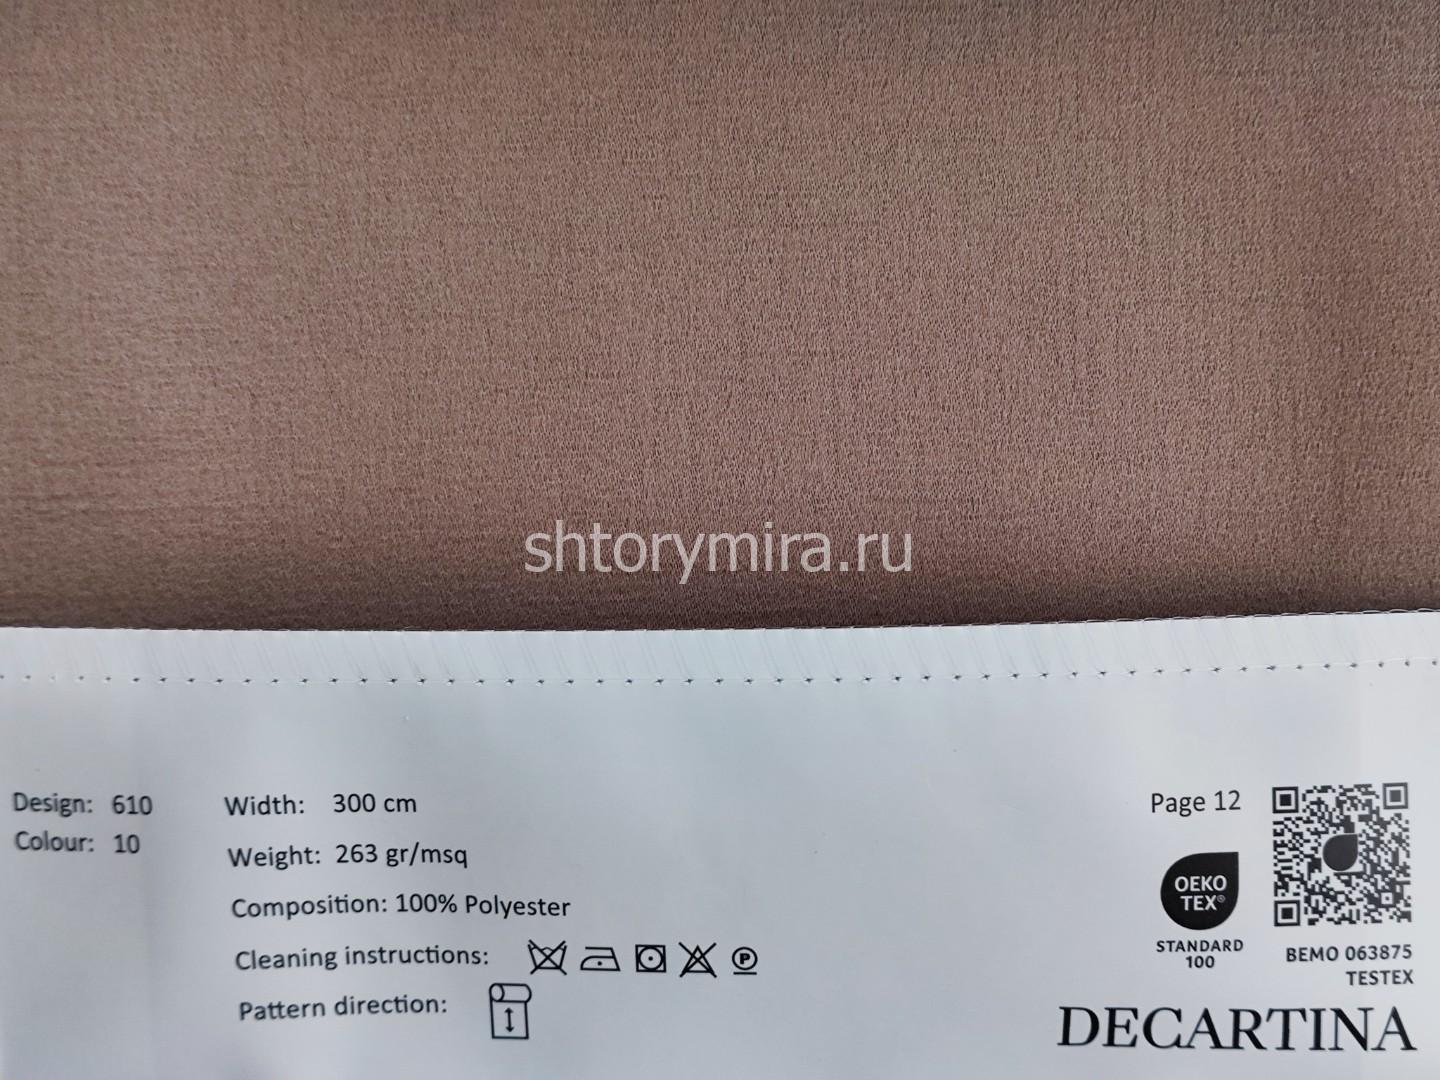 shtorymira.ru
Design: 610
Colour: 10
Width: 300 cm
Weight: 263 gr/msq
Composition: 100% Polyester
Cleaning instructions: P
Pattern direction:
Page 12
OEKO
TEX®
STANDARD
100
BEMO 063875
TESTEX
DECARTINA